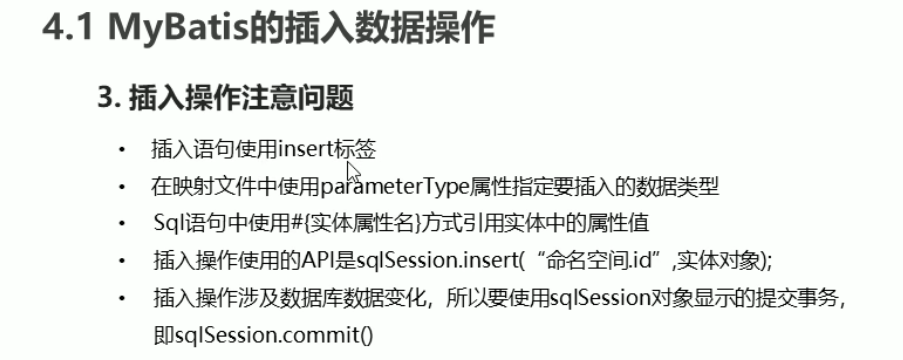 4.1 MyBatis的插入数据操作
3. 插入操作注意问题
• 插入语句使用insert标签
• 在映射文件中使用parameterType属性指定要插入的数据类型
• Sql语句中使用#{实体属性名}方式引用实体中的属性值
• 插入操作使用的API是sqlSession.insert(“命名空间.id”,实体对象);
• 插入操作涉及数据库数据变化，所以要使用sqlSession对象显示的提交事务，
即sqlSession.commit()